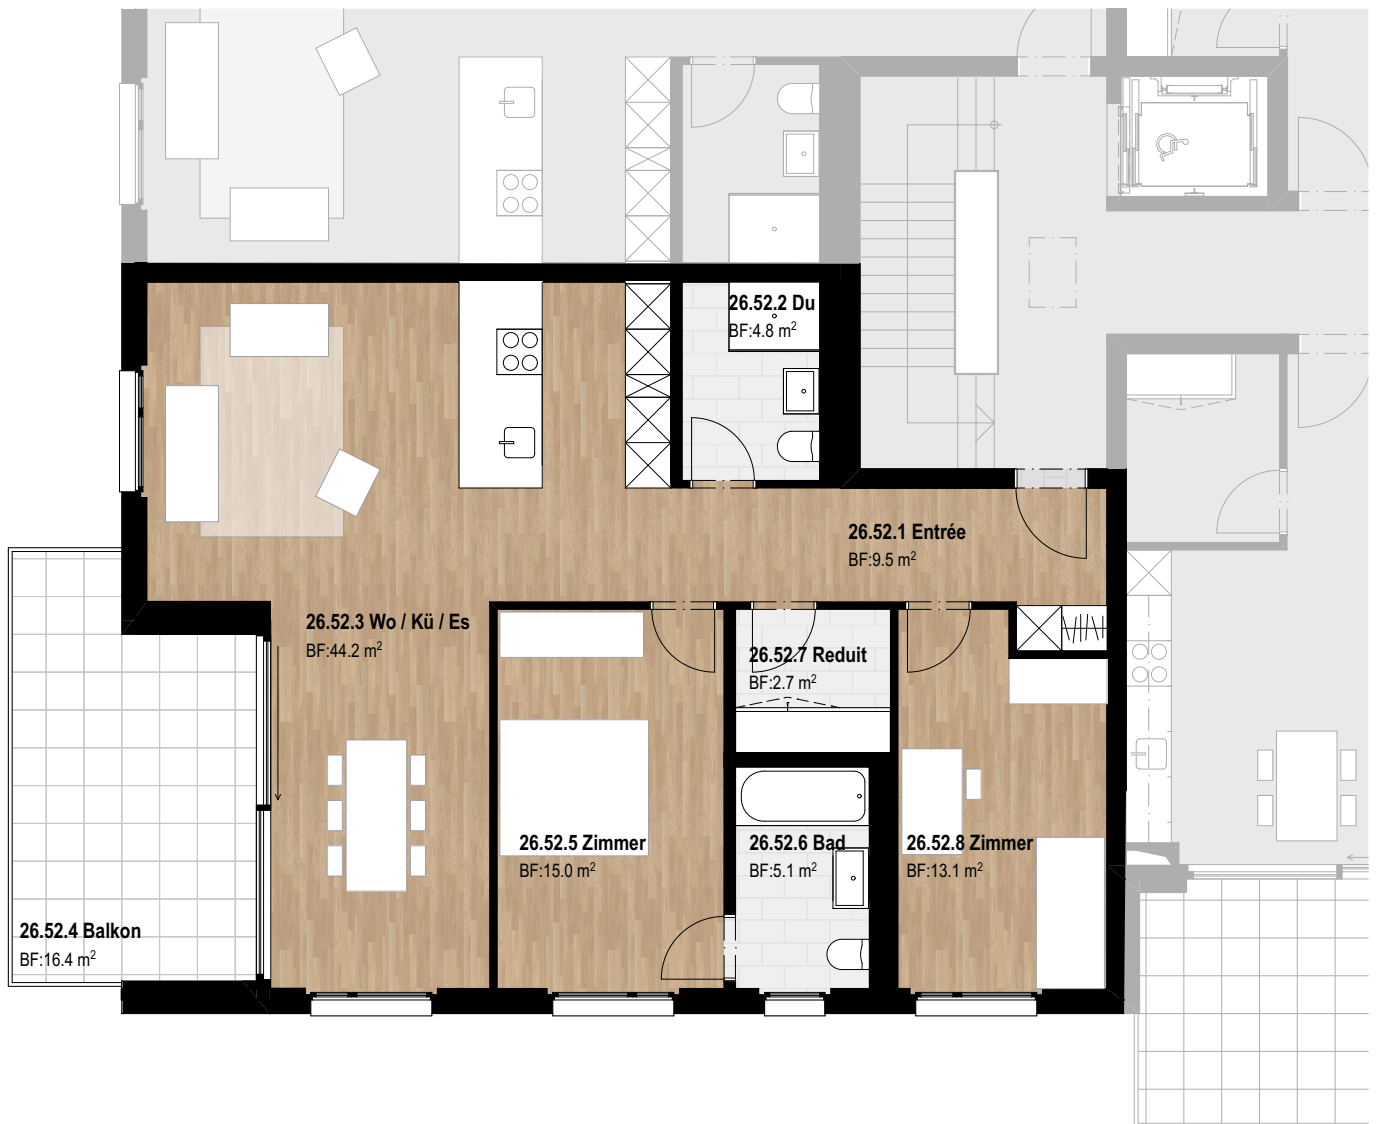 26.52.2 Du
BF:4.8 m²
26.52.1 Entrée
BF:9.5 m²
26.52.3 Wo / Kü / Es
BF:44.2 m²
26.52.7 Reduit
BF:2.7 m²
26.52.5 Zimmer
BF:15.0 m²
26.52.6 Bad
BF:5.1 m²
26.52.8 Zimmer
BF:13.1 m²
26.52.4 Balkon
BF:16.4 m²